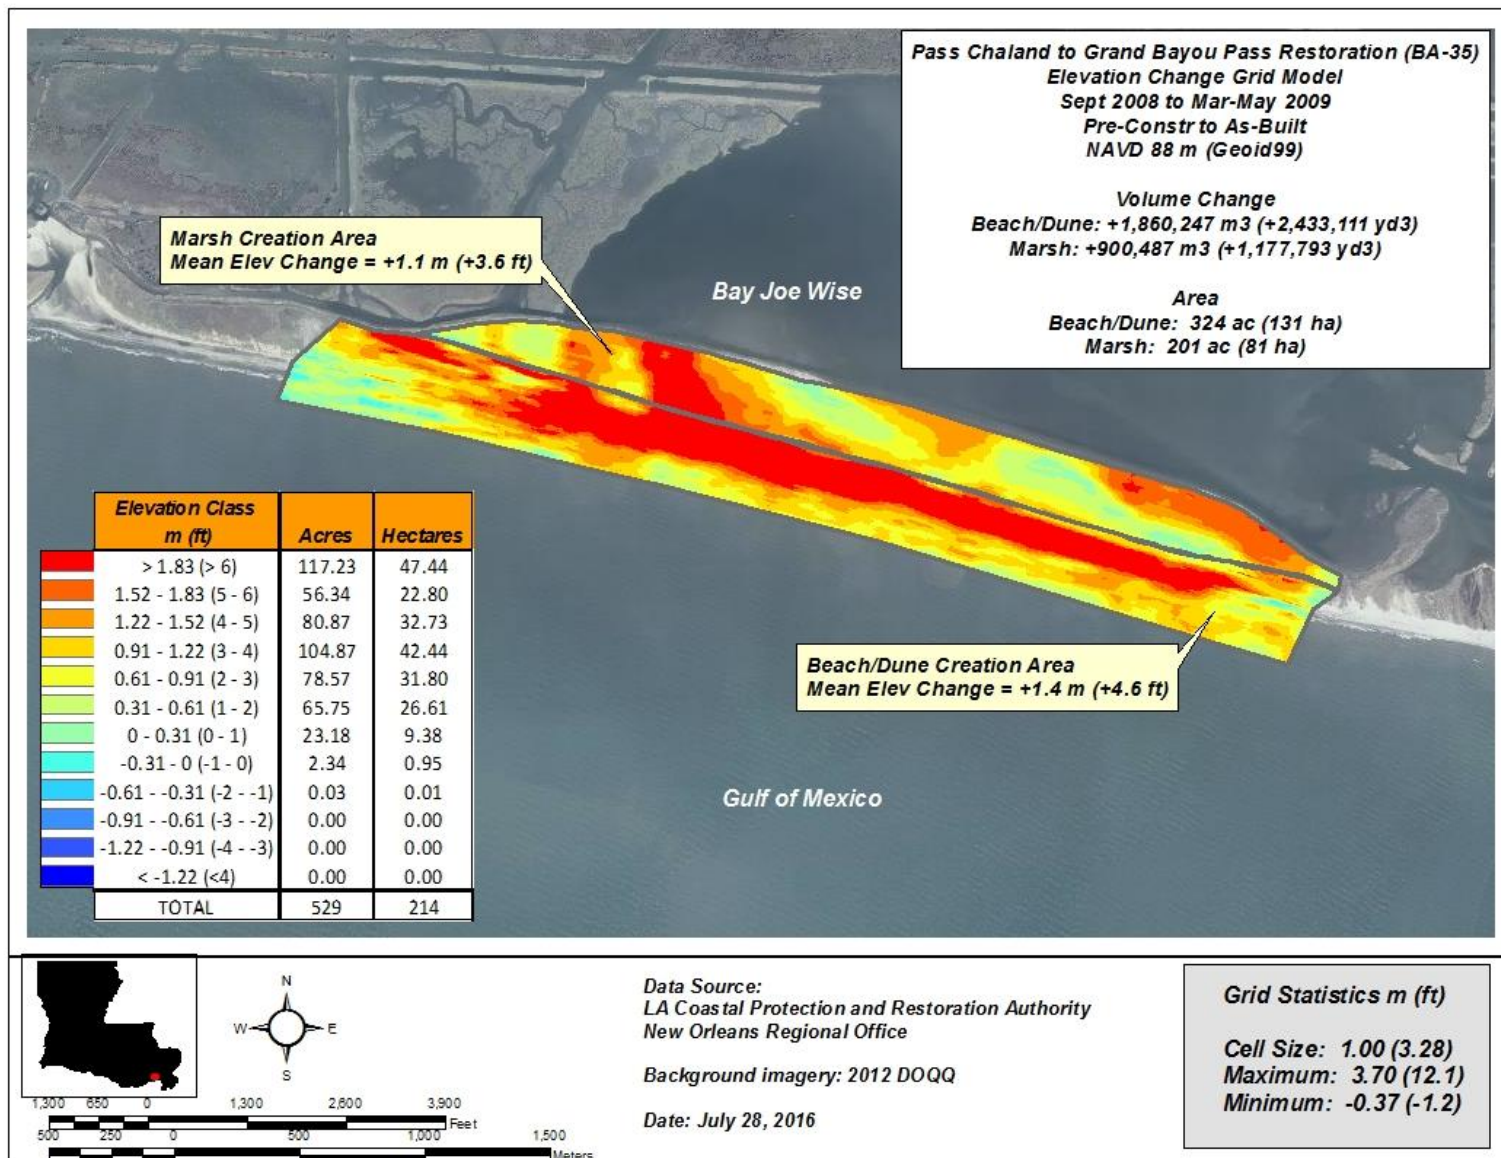 Pass Chaland to Grand Bayou Pass Restoration (BA-35)
Elevation Change Grid Model
Sept 2008 to Mar-May 2009
Pre-Constr to As-Built
NAVD 88 m (Geoid99)
Volume Change
Beach/Dune: +1,860,247 m3 (+2,433,111 yd3)
Marsh: +900,487 m3 (+1,177,793 yd3)
Area
Beach/Dune: 324 ac (131 ha)
Marsh: 201 ac (81 ha)
Marsh Creation Area
Mean Elev Change = +1.1 m (+3.6 ft)
Bay Joe Wise
Elevation Class
m (ft) Acres Hectares
> 1.83 (> 6) 117.23 47.44
1.52 - 1.83 (5 - 6) 56.34 22.80
1.22 - 1.52 (4 - 5) 80.87 32.73
0.91 - 1.22 (3 - 4) 104.87 42.44
0.61 - 0.91 (2 - 3) 78.57 31.80
0.31 - 0.61 (1 - 2) 65.75 26.61
0 - 0.31 (0 - 1) 23.18 9.38
-0.31 - 0 (-1 - 0) 2.34 0.95
-0.61 - -0.31 (-2 - -1) 0.03 0.01
-0.91 - -0.61 (-3 - -2) 0.00 0.00
-1.22 - -0.91 (-4 - -3) 0.00 0.00
< -1.22 (<4) 0.00 0.00
TOTAL 529 214
Beach/Dune Creation Area
Mean Elev Change = +1.4 m (+4.6 ft)
Gulf of Mexico
N
W E
S
1,300 650 0 1,300 2,600 3,900
Feet
500 250 0 500 1,000 1,500
Meters
Data Source:
LA Coastal Protection and Restoration Authority
New Orleans Regional Office
Background imagery: 2012 DOQQ
Date: July 28, 2016
Grid Statistics m (ft)
Cell Size: 1.00 (3.28)
Maximum: 3.70 (12.1)
Minimum: -0.37 (-1.2)